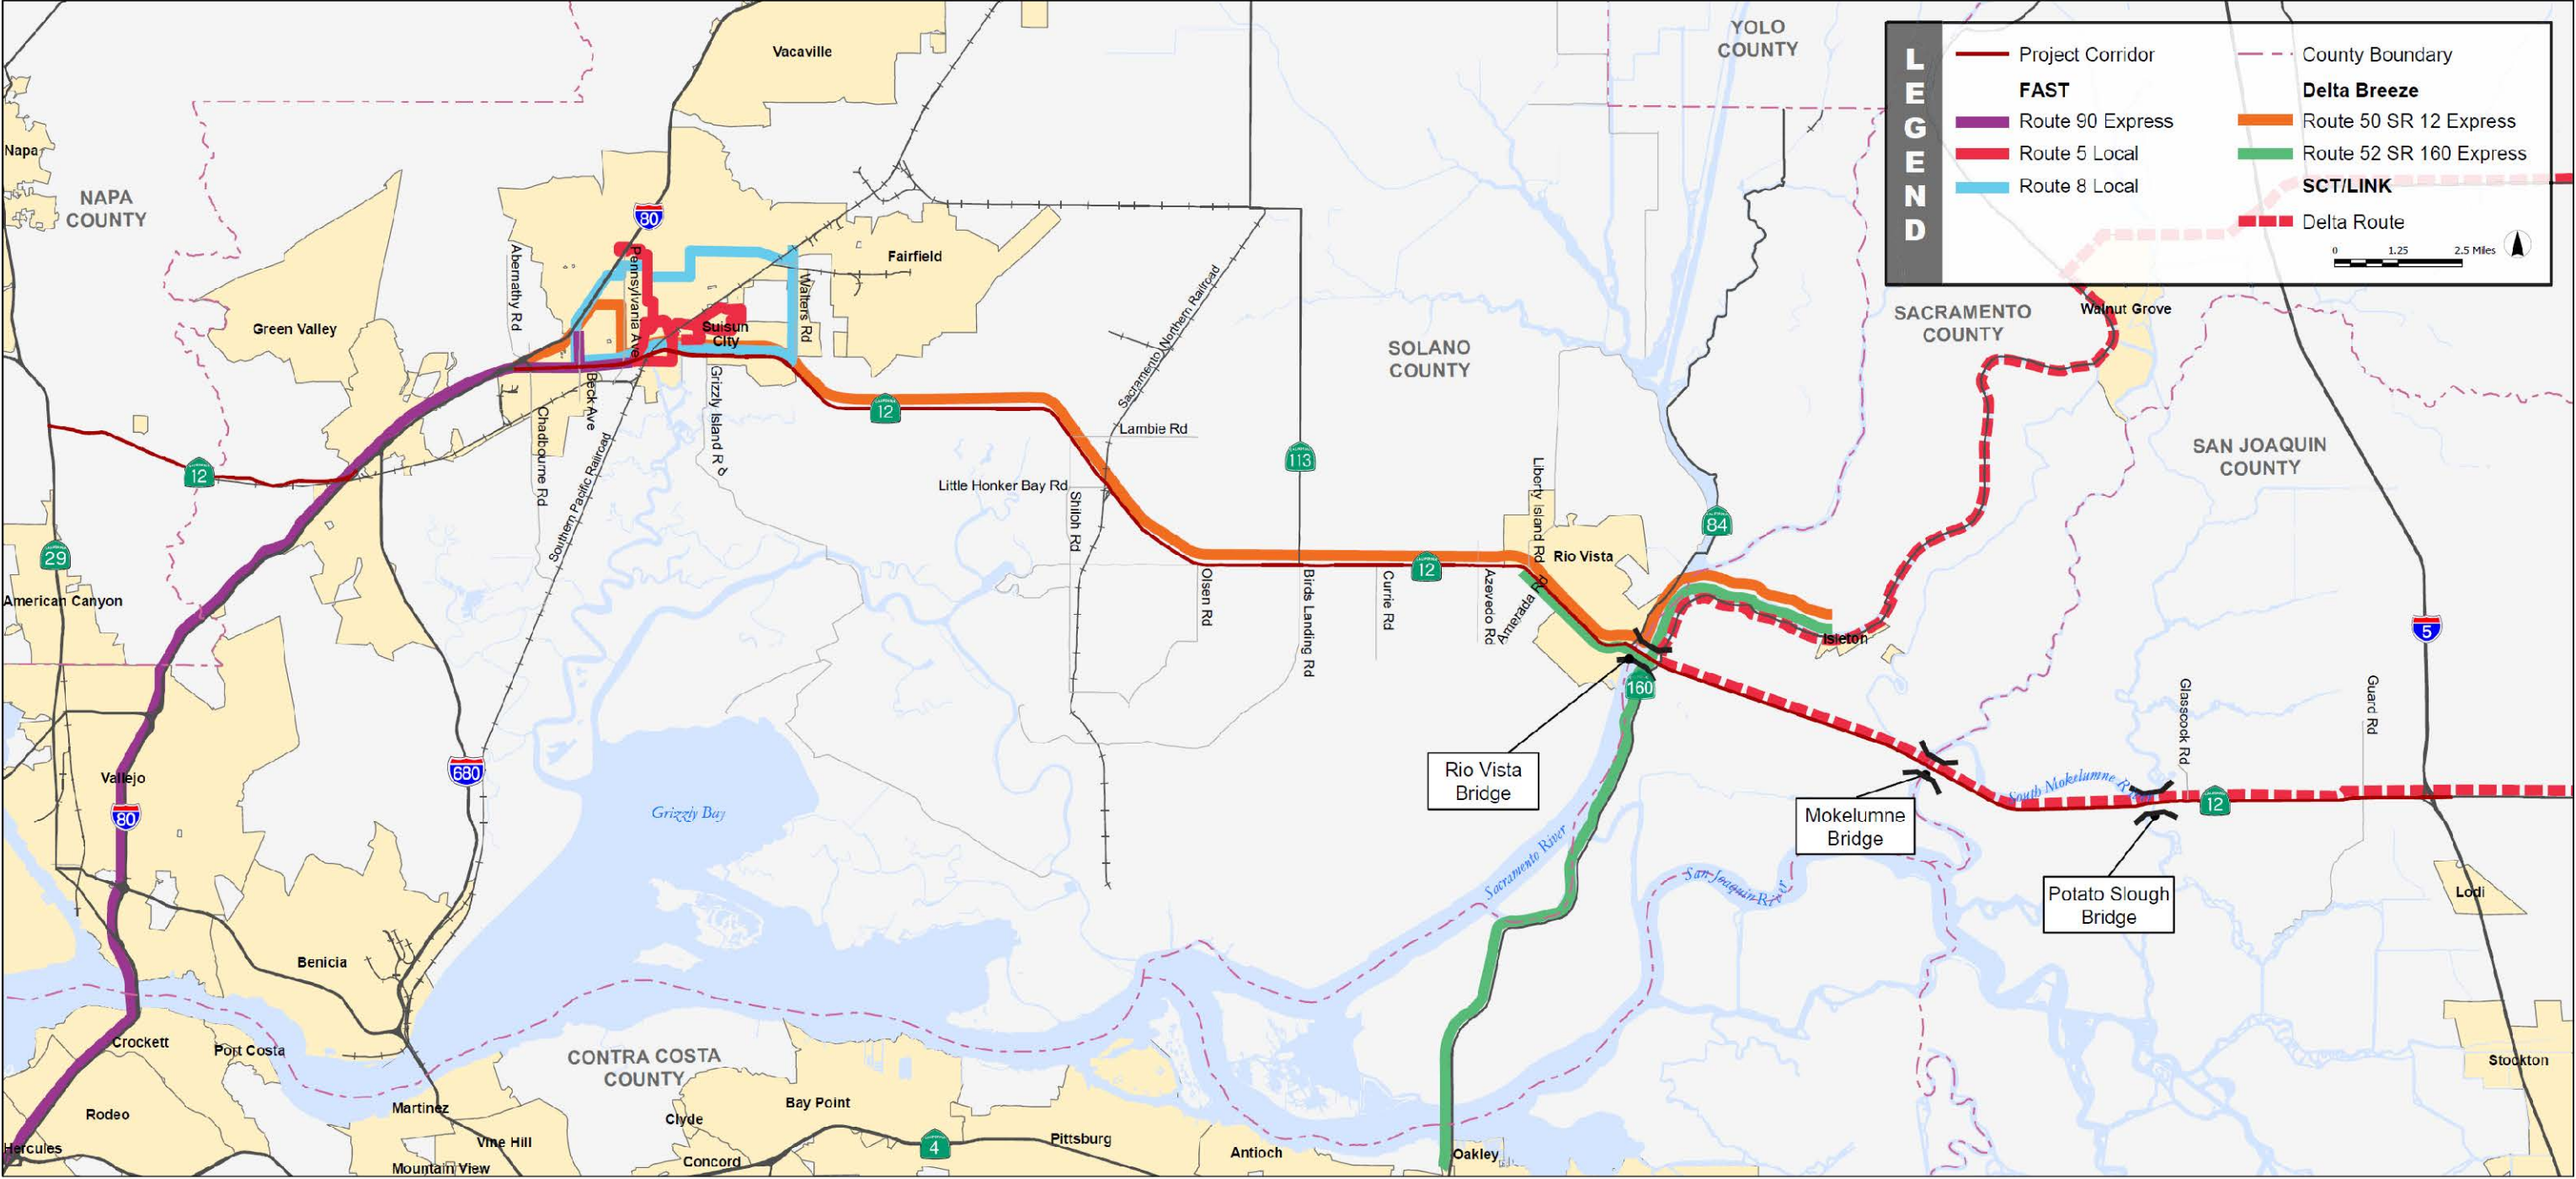 Vacaville
YOLO
COUNTY
L
E
G
E
N
D
Project Corridor
FAST
Route 90 Express
Route 5 Local
Route 8 Local
County Boundary
Delta Breeze
Route 50 SR 12 Express
Route 52 SR 160 Express
SCT/LINK
Delta Route
0 1.25 2.5 Miles
Napa
NAPA
COUNTY
80
Abernathy Rd
Pennsylvania Ave
Walters Rd
Fairfield
Green Valley
Suisun
City
Sacramento Northern Railroad
SOLANO
COUNTY
SACRAMENTO
COUNTY
Walnut Grove
Beck Ave
Grizzly Island Rd
Chadbourne Rd
Southern Pacific Railroad
12
12
Lambie Rd
Little Honker Bay Rd
Shiloh Rd
113
Liberty Island Rd
SAN JOAQUIN
COUNTY
84
29
American Canyon
12
Rio Vista
Olsen Rd
Birds Landing Rd
Currie Rd
Azevedo Rd
Amerada Rd
Isleton
5
160
Glasscock Rd
Guard Rd
Vallejo
680
80
Grizzly Bay
Rio Vista
Bridge
Mokelumne
Bridge
South Mokelumne R
12
Sacramento River
San Joaquin River
Potato Slough
Bridge
Lodi
Benicia
Crockett
Port Costa
CONTRA COSTA
COUNTY
Stockton
Rodeo
Martinez
Clyde
Bay Point
Hercules
Vine Hill
Mountain View
Concord
4
Pittsburg
Antioch
Oakley